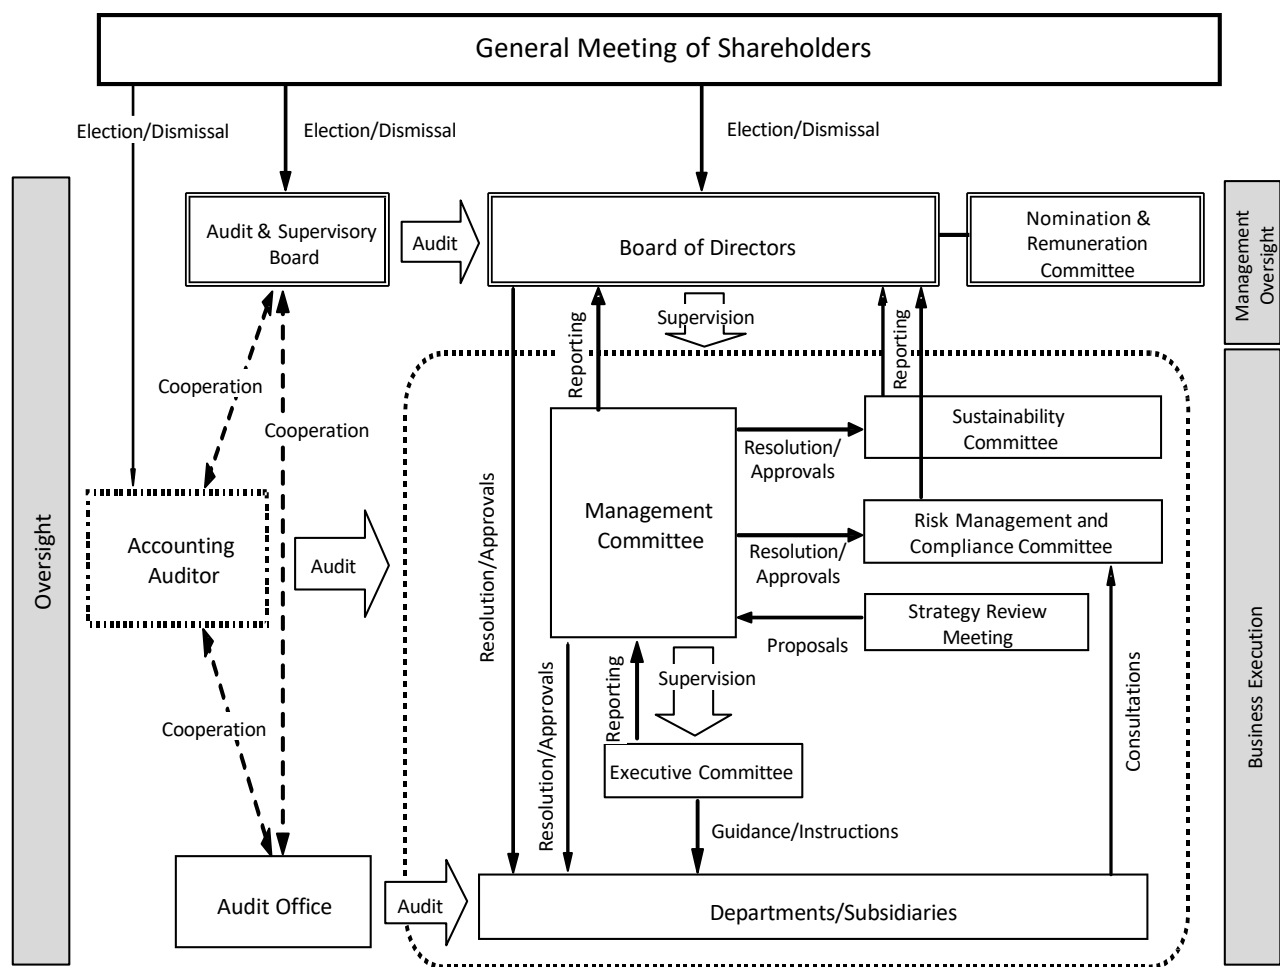 General Meeting of Shareholders
Election/Dismissal
Election/Dismissal
Election/Dismissal
Oversight
Audit & Supervisory
Board
Audit
Board of Directors
Nomination &
Remuneration
Committee
Management
Oversight
Supervision
Reporting
Reporting
Cooperation
Cooperation
Sustainability
Committee
Resolution/
Approvals
Management
Committee
Risk Management and
Compliance Committee
Resolution/
Approvals
Accounting
Auditor
Audit
Resolution/Approvals
Strategy Review
Meeting
Proposals
Supervision
Reporting
Cooperation
Resolution/Approvals
Executive Committee
Consultations
Business Execution
Guidance/Instructions
Audit Office
Audit
Departments/Subsidiaries